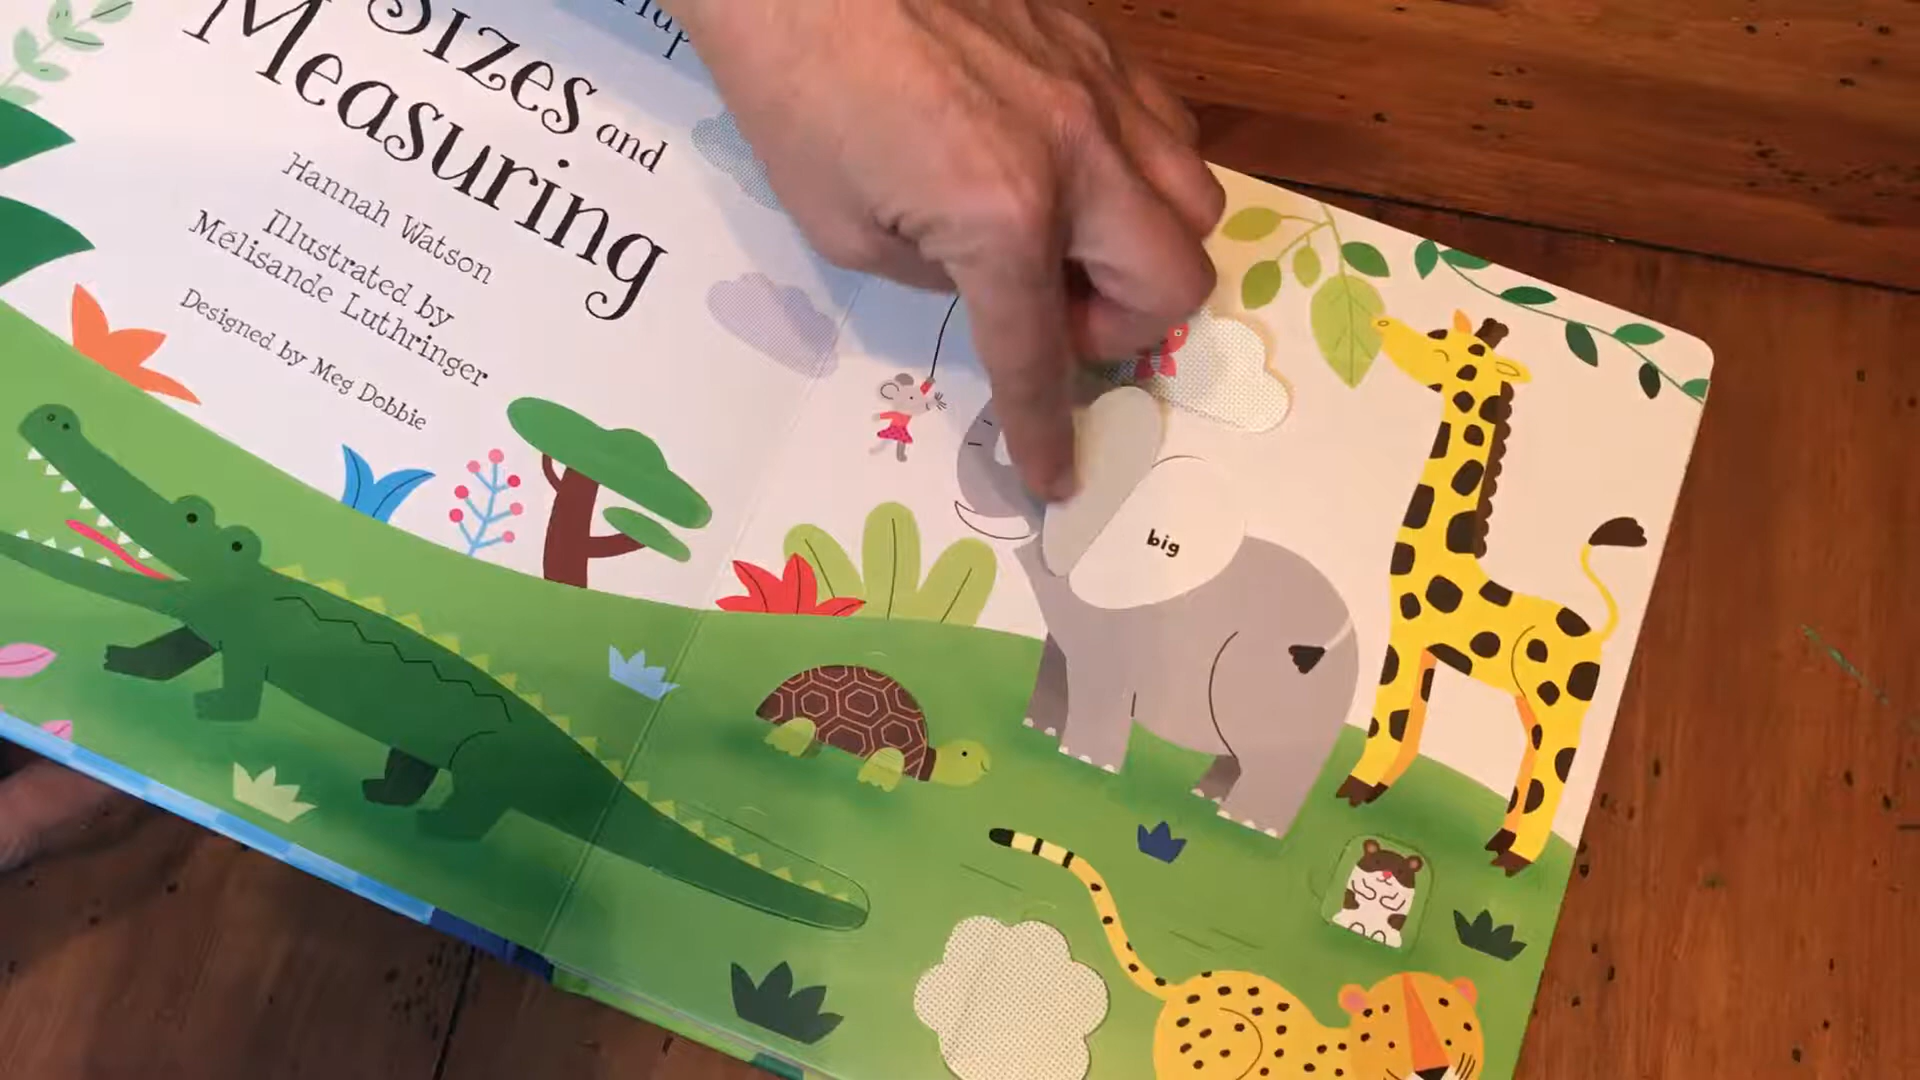 Sizes and
Measuring
Hannah Watson
Illustrated by
Mélisande Luthringer
Designed by Meg Dobbie
big